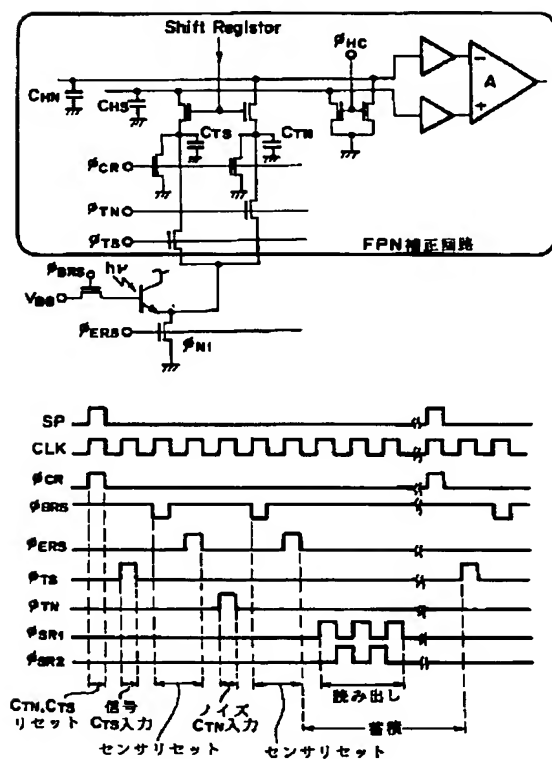 Shift Register
φHC
CHN
CHS
A
−
+
CTS
CTN
φCR
φTN
φTS
FPN補正回路
φBRS
hν
VBB
φERS
φN1
SP
CLK
φCR
φBRS
φERS
φTS
φTN
φSR1
φSR2
CTN,CTS
リセット
信号
CTS入力
センサリセット
ノイズ
CTN入力
センサリセット
読み出し
蓄積